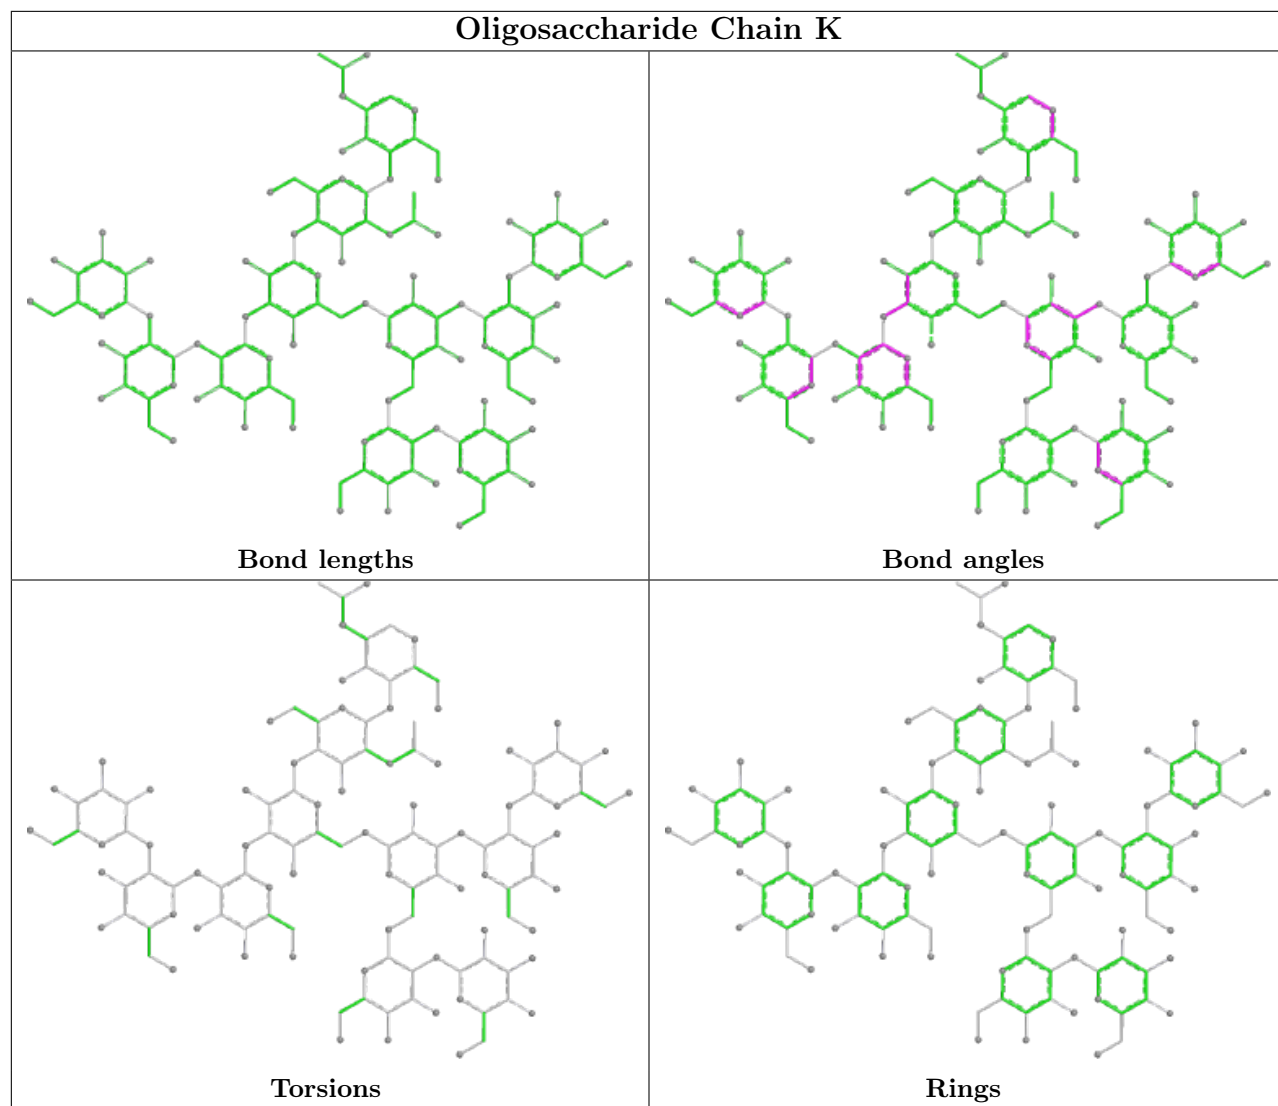 Oligosaccharide Chain K
Bond lengths
Bond angles
Torsions
Rings